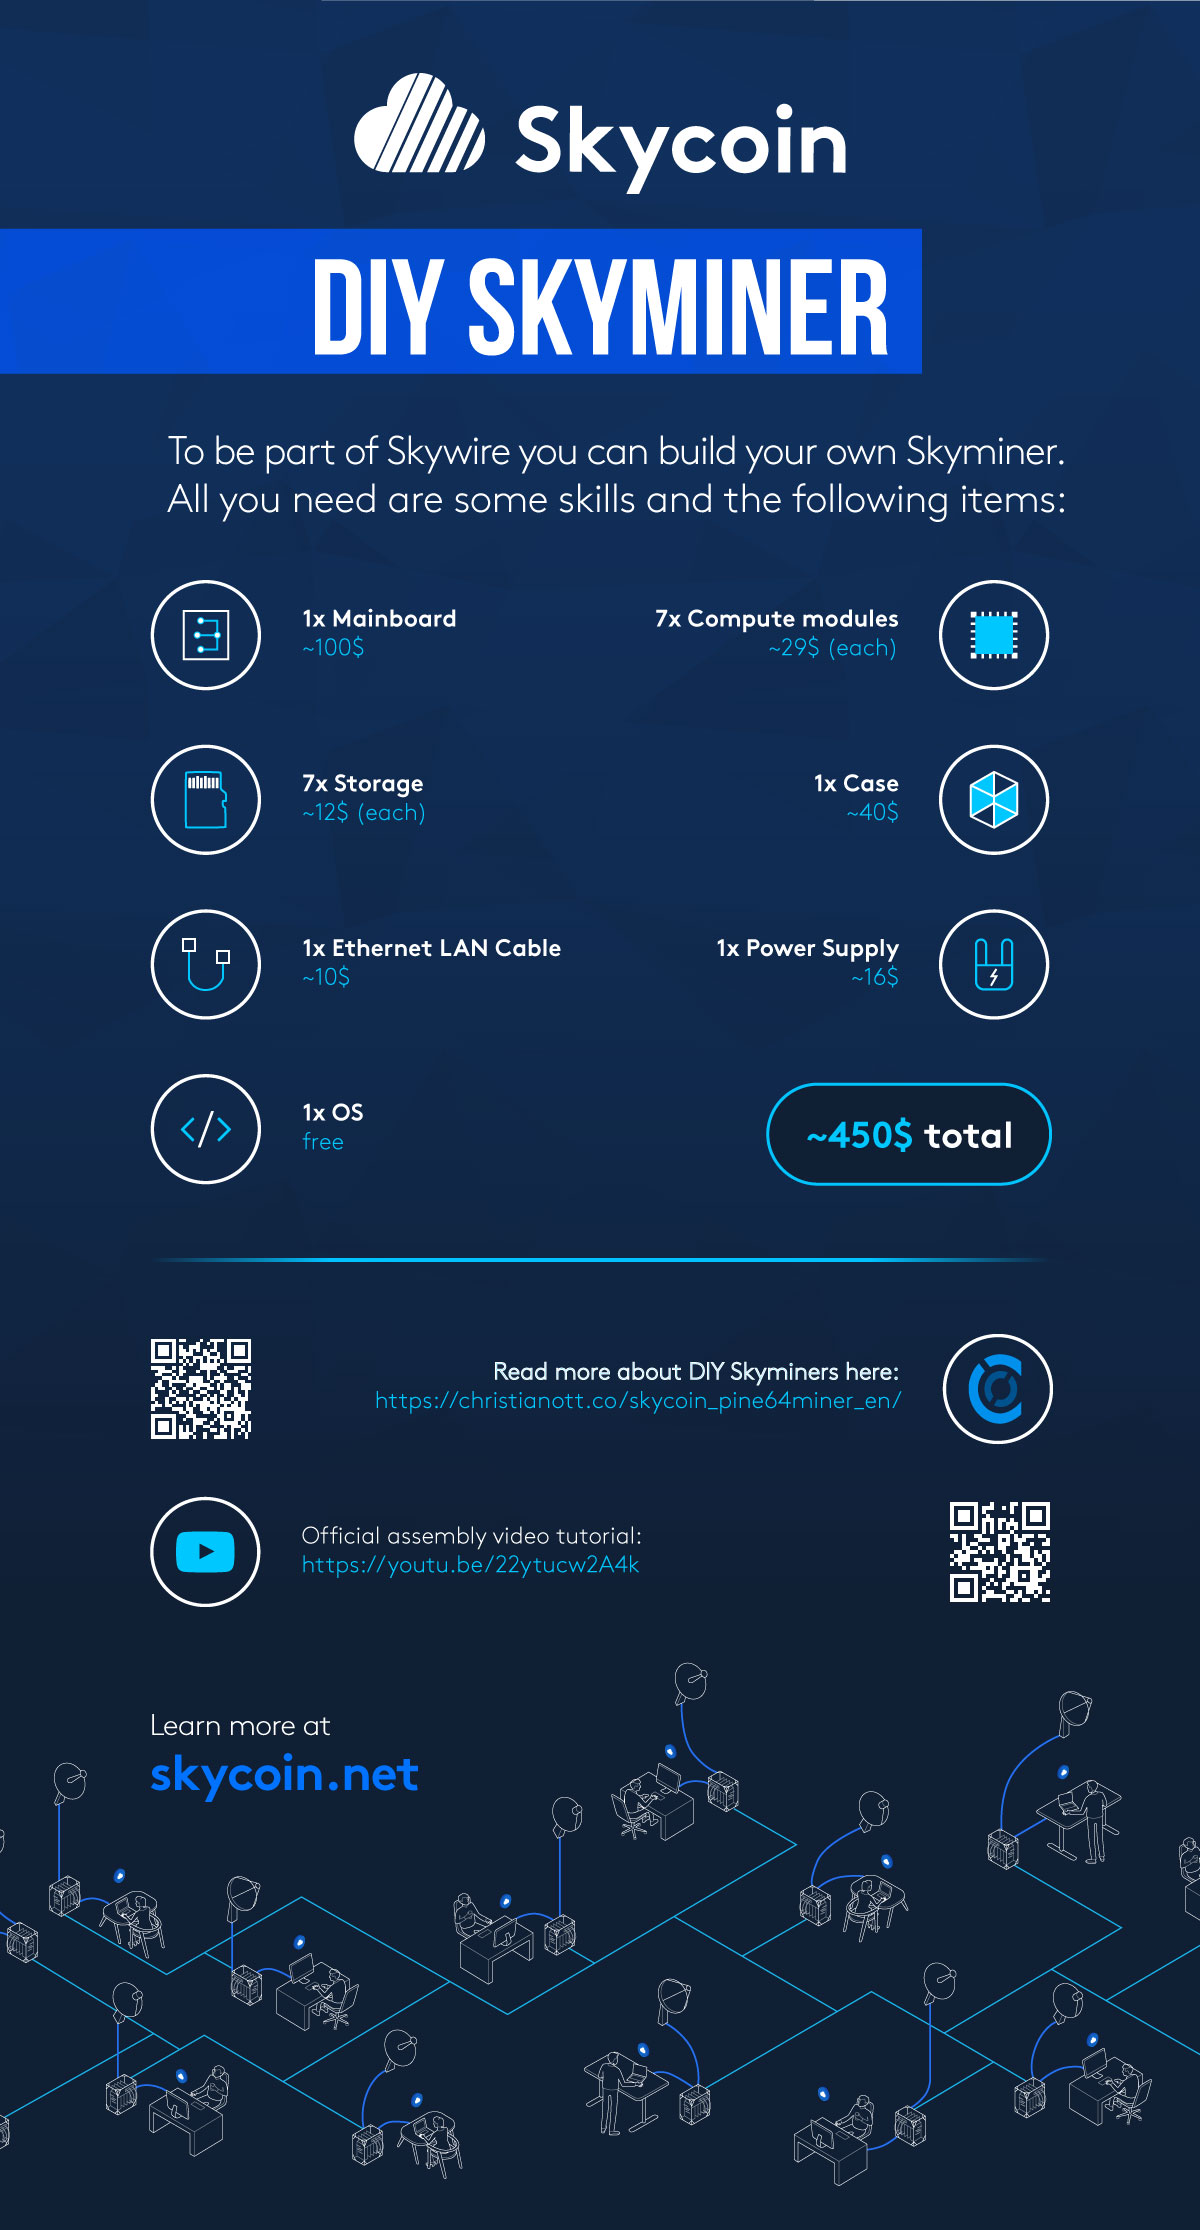 Skycoin
DIY SKYMINER
To be part of Skywire you can build your own Skyminer.
All you need are some skills and the following items:
1x Mainboard
~100$
7x Compute modules
~29$ (each)
7x Storage
~12$ (each)
1x Case
~40$
1x Ethernet LAN Cable
~10$
1x Power Supply
~16$
1x OS
free
~450$ total
Read more about DIY Skyminers here:
https://christianott.co/skycoin_pine64miner_en/
Official assembly video tutorial:
https://youtu.be/22ytucw2A4k
Learn more at
skycoin.net